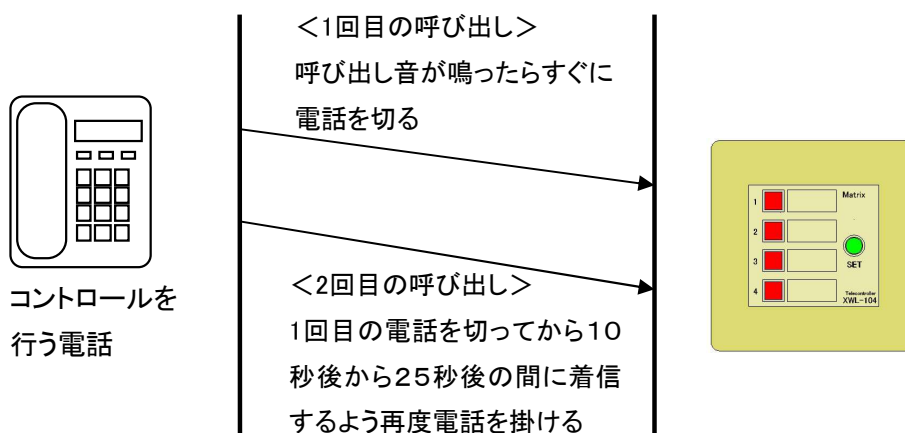 <1回目の呼び出し>
呼び出し音が鳴ったらすぐに
電話を切る
コントロールを
行う電話
<2回目の呼び出し>
1回目の電話を切ってから10
秒後から25秒後の間に着信
するよう再度電話を掛ける
Matrix
1
2
3
4
SET
Telecontroller
XWL-104